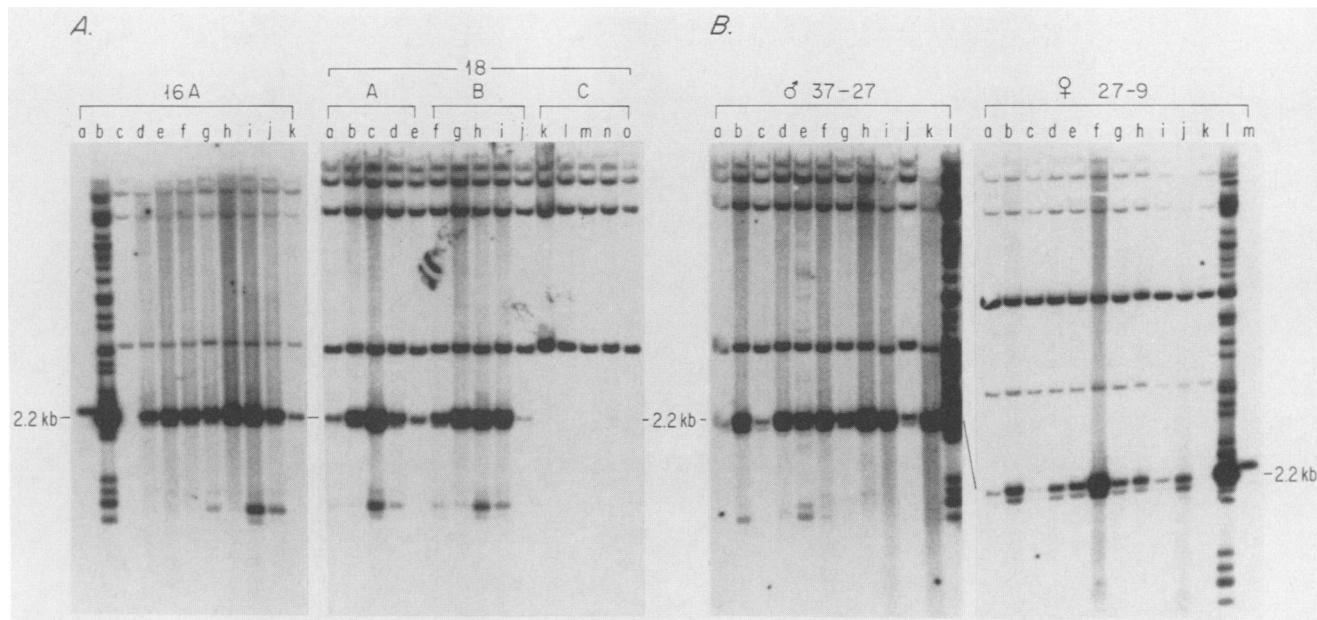 A.
B.
18
16A
A B C
♂ 37-27
♀ 27-9
a b c d e f g h i j k
a b c d e f g h i j k l m n o
a b c d e f g h i j k l
a b c d e f g h i j k l m
2.2 kb
2.2 kb
2.2 kb